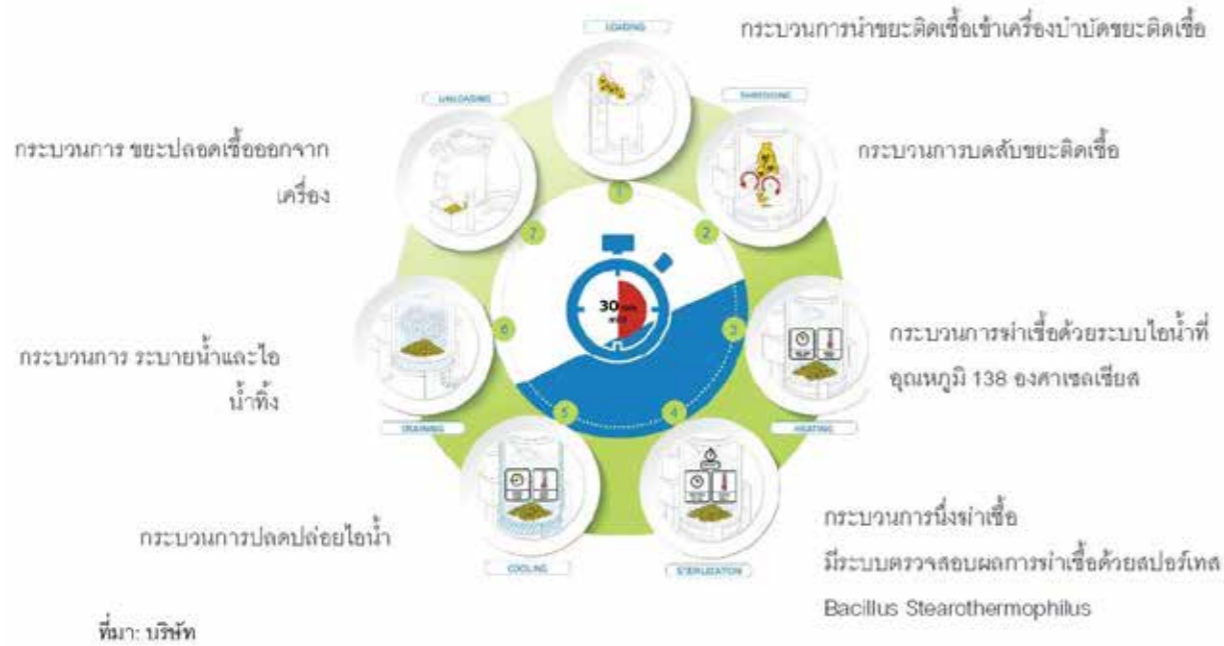 LOADING
กระบวนการนำขยะติดเชื้อเข้าเครื่องบำบัดขยะติดเชื้อ
1
SHREDDING
กระบวนการบดสับขยะติดเชื้อ
2
กระบวนการฆ่าเชื้อด้วยระบบไอน้ำที่
อุณหภูมิ 138 องศาเซลเซียส
3
HEATING
กระบวนการนึ่งฆ่าเชื้อ
มีระบบตรวจสอบผลการฆ่าเชื้อด้วยสปอร์เทส
Bacillus Stearothermophilus
4
STERILIZATION
กระบวนการปลดปล่อยไอน้ำ
5
COOLING
กระบวนการ ระบายน้ำและไอ
น้ำทิ้ง
6
DRAINING
กระบวนการ ขยะปลอดเชื้อออกจาก
เครื่อง
7
UNLOADING
30
ที่มา: บริษัท